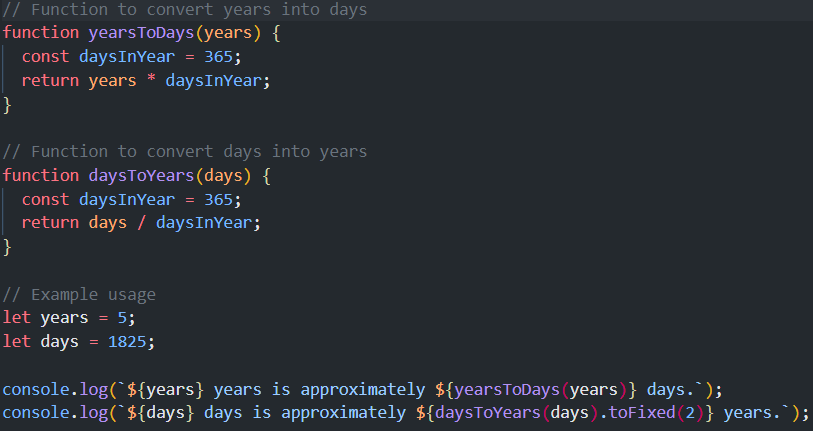 // Function to convert years into days
function yearsToDays(years) {
  const daysInYear = 365;
  return years * daysInYear;
}

// Function to convert days into years
function daysToYears(days) {
  const daysInYear = 365;
  return days / daysInYear;
}

// Example usage
let years = 5;
let days = 1825;

console.log(`${years} years is approximately ${yearsToDays(years)} days.`);
console.log(`${days} days is approximately ${daysToYears(days).toFixed(2)} years.`);